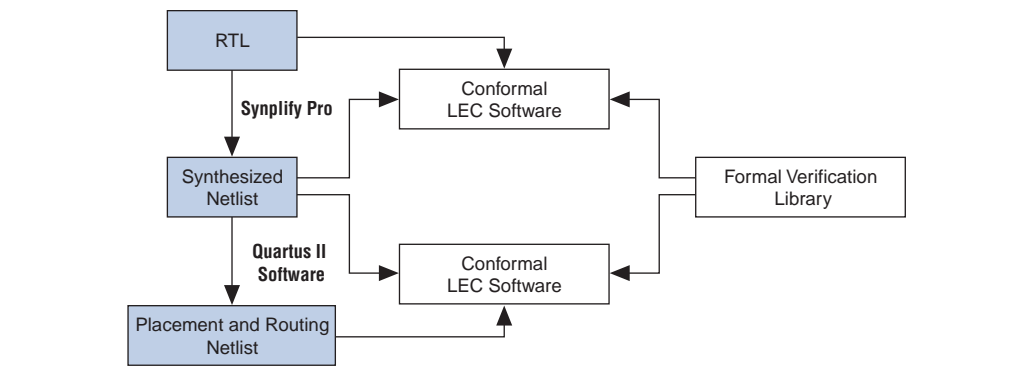 RTL
Conformal
LEC Software
Synplify Pro
Synthesized
Netlist
Formal Verification
Library
Quartus II
Software
Conformal
LEC Software
Placement and Routing
Netlist